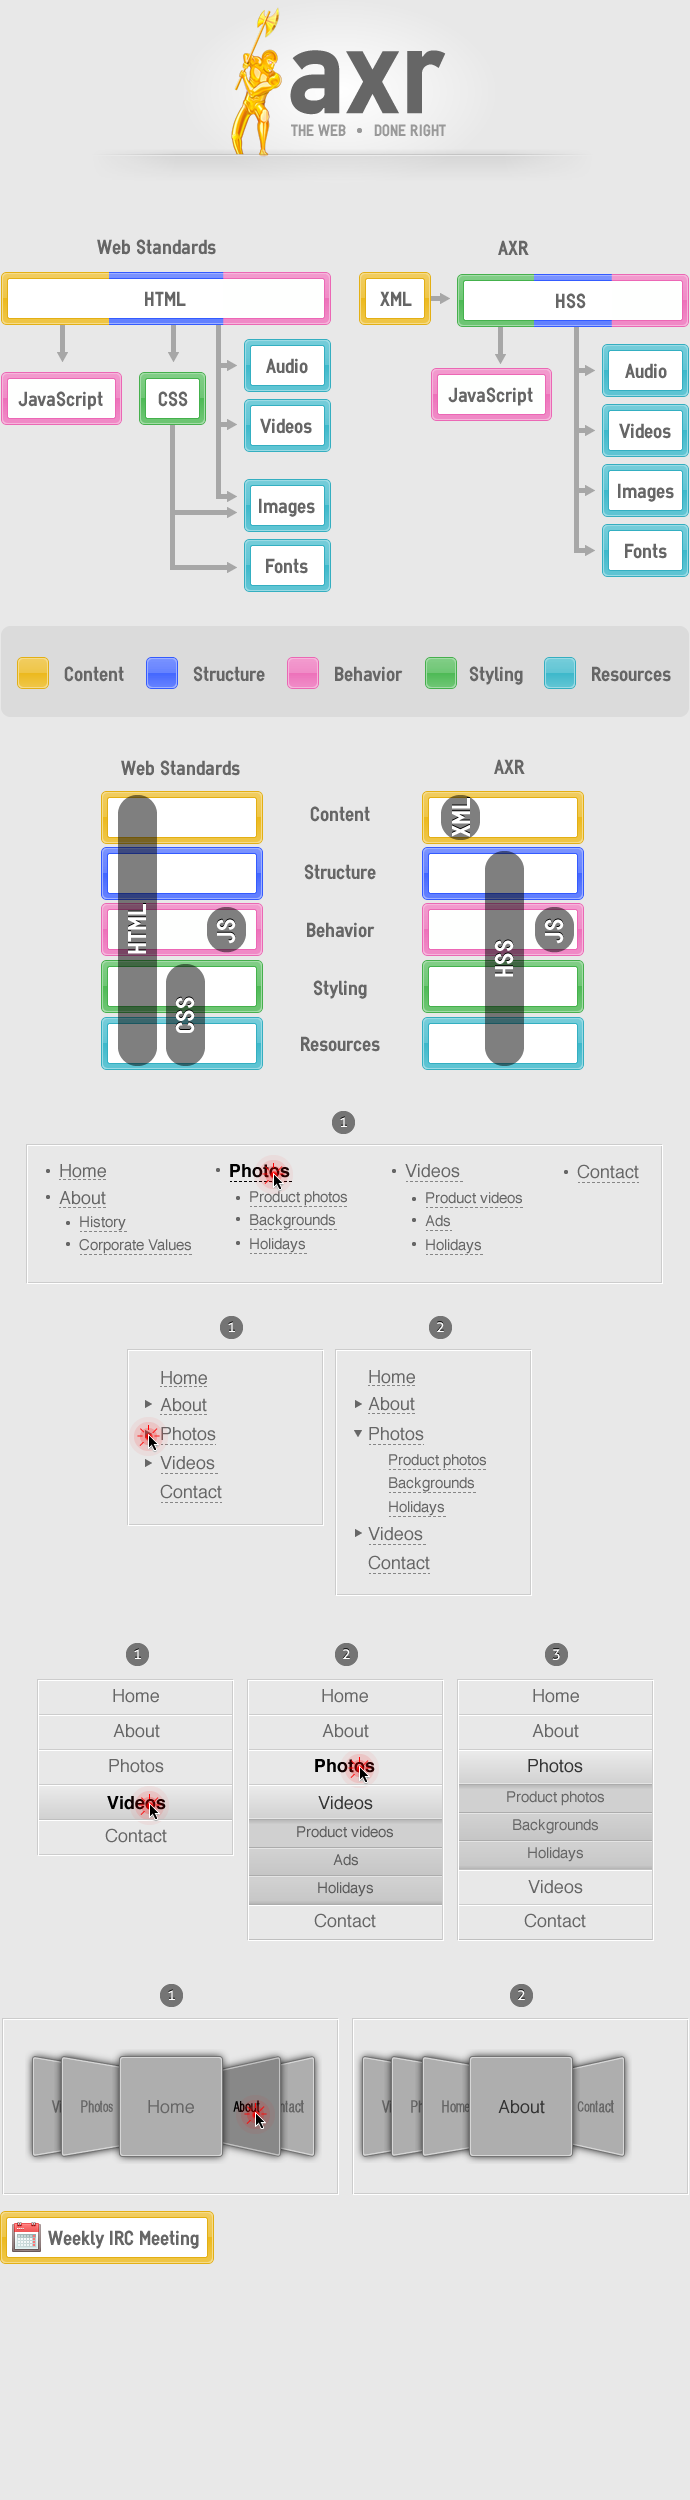 axr
THE WEB • DONE RIGHT
Web Standards
AXR
HTML
XML
HSS
JavaScript
CSS
Audio
Videos
Images
Fonts
JavaScript
Audio
Videos
Images
Fonts
Content
Structure
Behavior
Styling
Resources
Web Standards
AXR
HTML
CSS
JS
Content
Structure
Behavior
Styling
Resources
XML
HSS
JS
1
• Home
• About
• History
• Corporate Values
• Photos
• Product photos
• Backgrounds
• Holidays
• Videos
• Product videos
• Ads
• Holidays
• Contact
1
Home
About
Photos
Videos
Contact
2
Home
About
Photos
Product photos
Backgrounds
Holidays
Videos
Contact
1
Home
About
Photos
Videos
Contact
2
Home
About
Photos
Videos
Product videos
Ads
Holidays
Contact
3
Home
About
Photos
Product photos
Backgrounds
Holidays
Videos
Contact
1
Vi
Photos
Home
About
ntact
2
Vi
Ph
Home
About
Contact
Weekly IRC Meeting